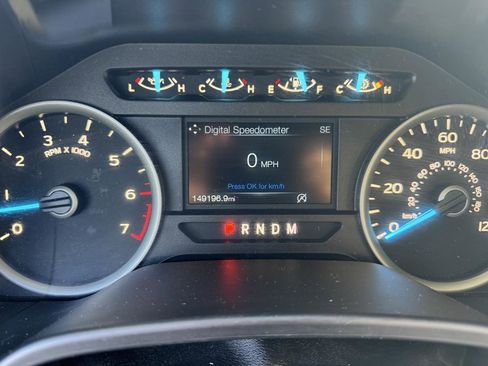 L H C H E F C H
Digital Speedometer SE
0 MPH
Press OK for km/h
149196.9mi
P R N D M
0 1 2 3 4 5 6 7
RPM X 1000
0 20 40 60 80
MPH
km/h